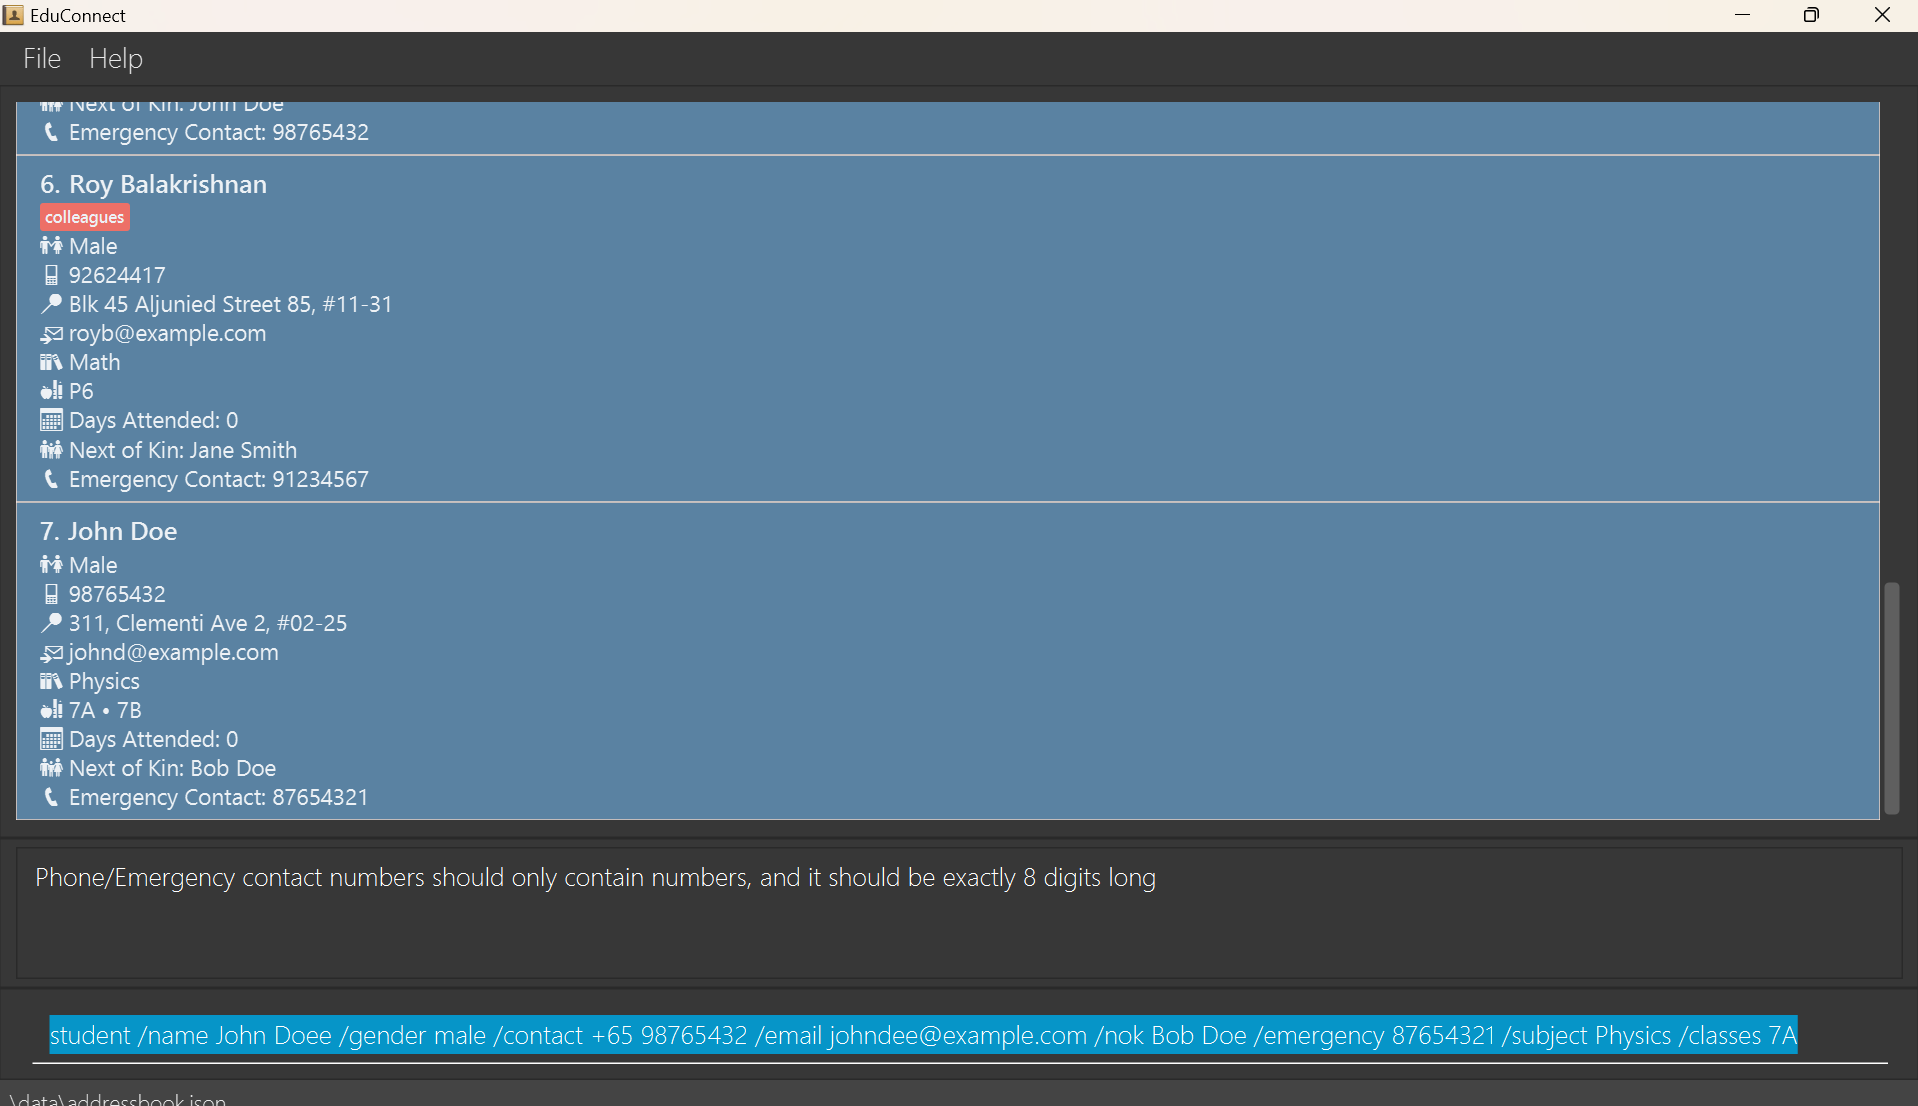 EduConnect
File Help
Next of Kin: John Doe
Emergency Contact: 98765432
6. Roy Balakrishnan
colleagues
Male
92624417
Blk 45 Aljunied Street 85, #11-31
royb@example.com
Math
P6
Days Attended: 0
Next of Kin: Jane Smith
Emergency Contact: 91234567
7. John Doe
Male
98765432
311, Clementi Ave 2, #02-25
johnd@example.com
Physics
7A • 7B
Days Attended: 0
Next of Kin: Bob Doe
Emergency Contact: 87654321
Phone/Emergency contact numbers should only contain numbers, and it should be exactly 8 digits long
student /name John Doee /gender male /contact +65 98765432 /email johndee@example.com /nok Bob Doe /emergency 87654321 /subject Physics /classes 7A
\data\addressbook.json